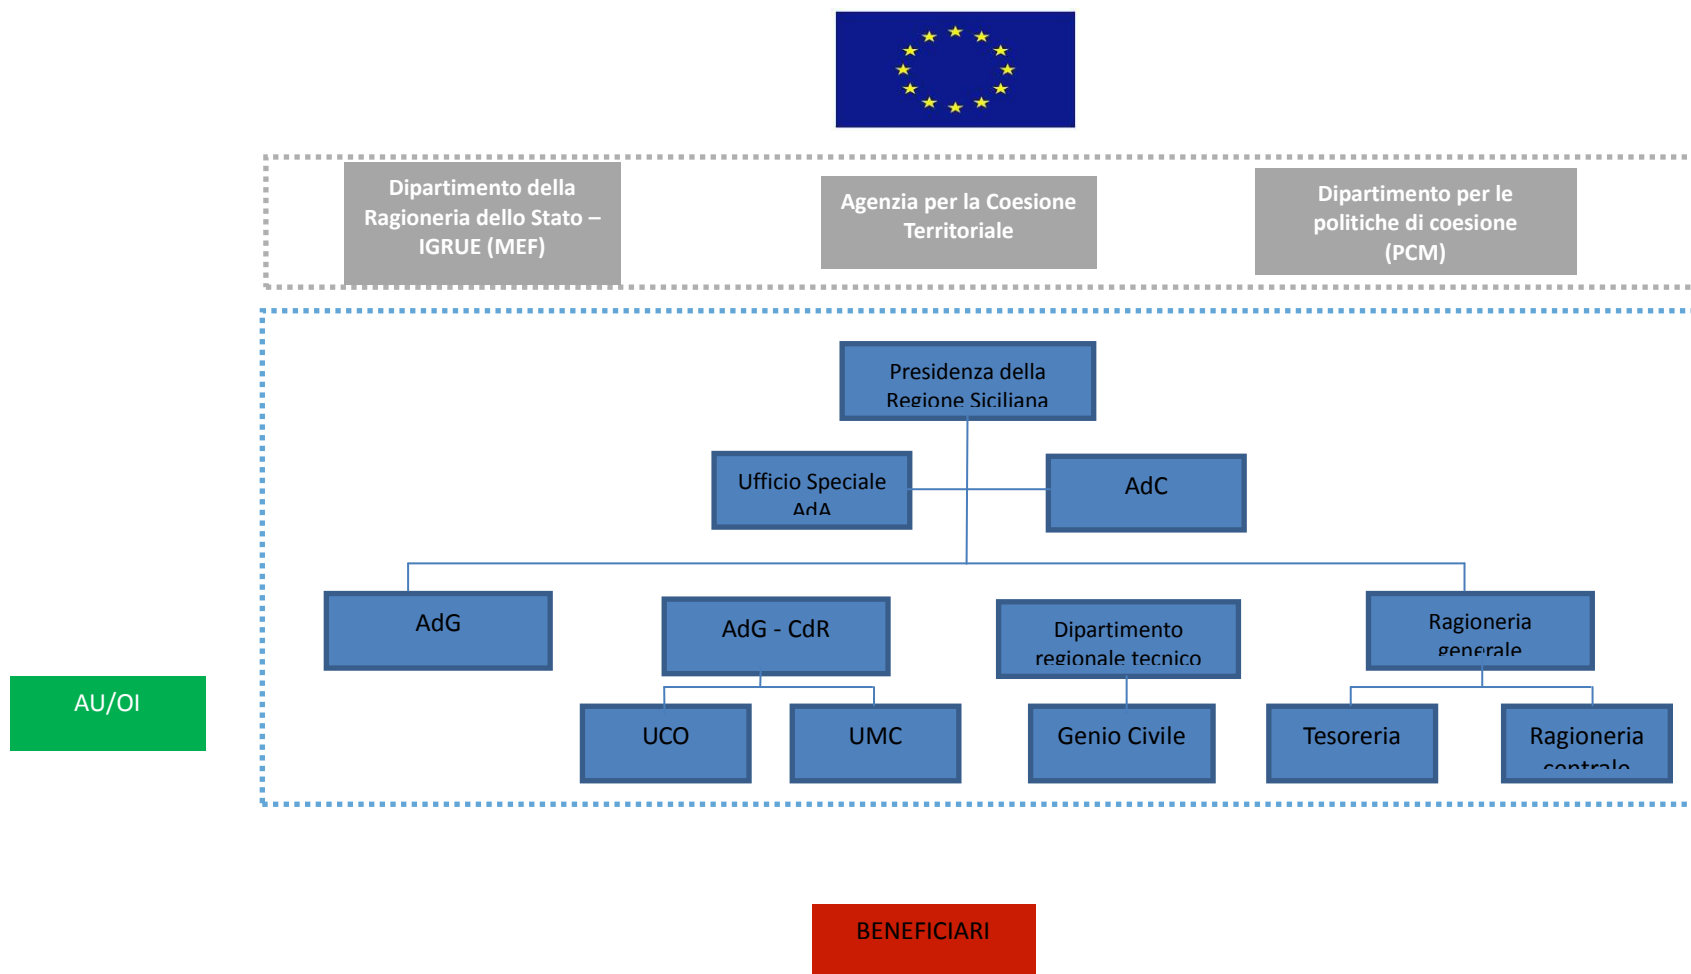 Dipartimento della
Ragioneria dello Stato –
IGRUE (MEF)
Agenzia per la Coesione
Territoriale
Dipartimento per le
politiche di coesione
(PCM)
Presidenza della
Regione Siciliana
Ufficio Speciale
AdA
AdC
AdG
AdG - CdR
Dipartimento
regionale tecnico
Ragioneria
generale
AU/OI
UCO
UMC
Genio Civile
Tesoreria
Ragioneria
centrale
BENEFICIARI